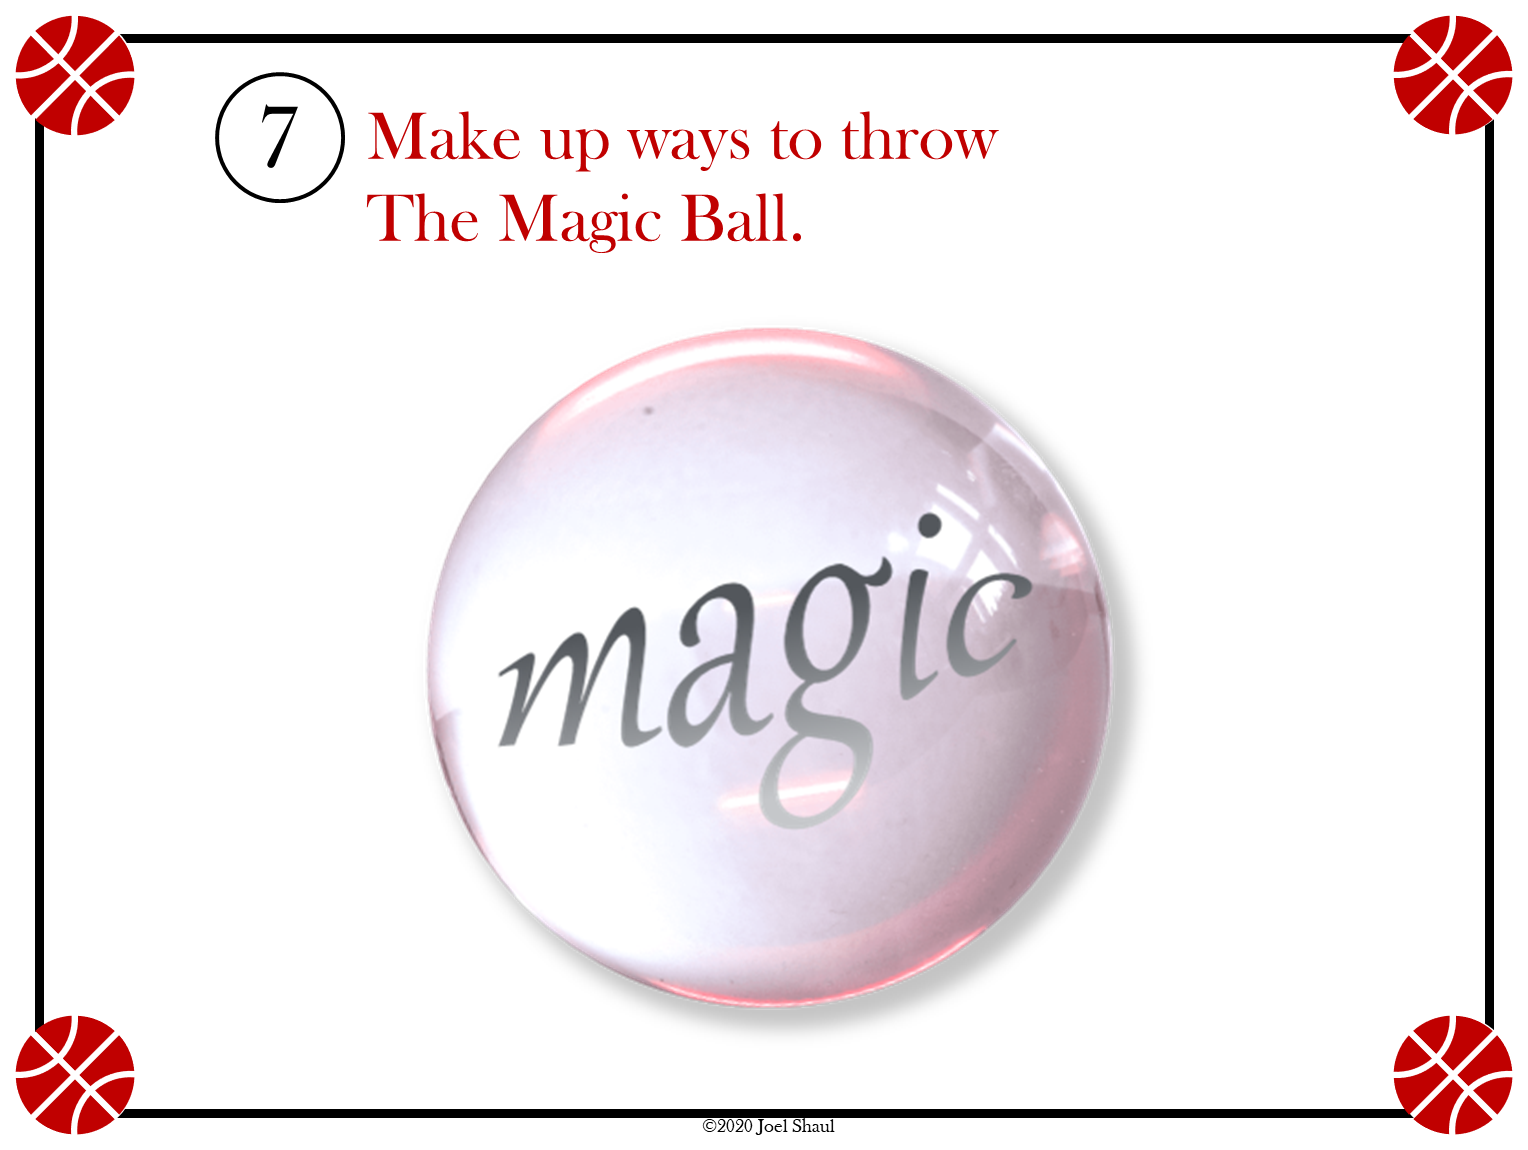 7 Make up ways to throw
The Magic Ball.
magic
©2020 Joel Shaul